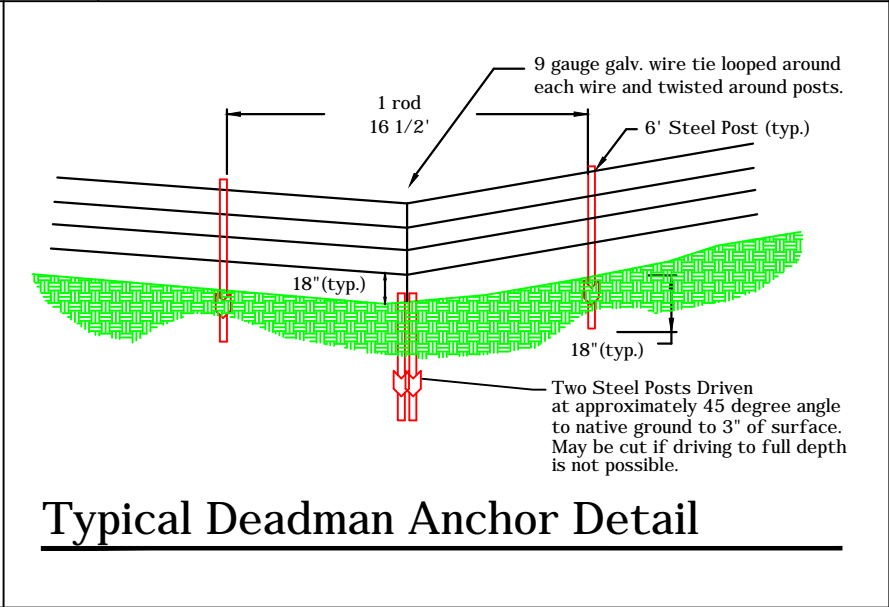 9 gauge galv. wire tie looped around
each wire and twisted around posts.
1 rod
16 1/2'
6' Steel Post (typ.)
18"(typ.)
18"(typ.)
Two Steel Posts Driven
at approximately 45 degree angle
to native ground to 3" of surface.
May be cut if driving to full depth
is not possible.
Typical Deadman Anchor Detail